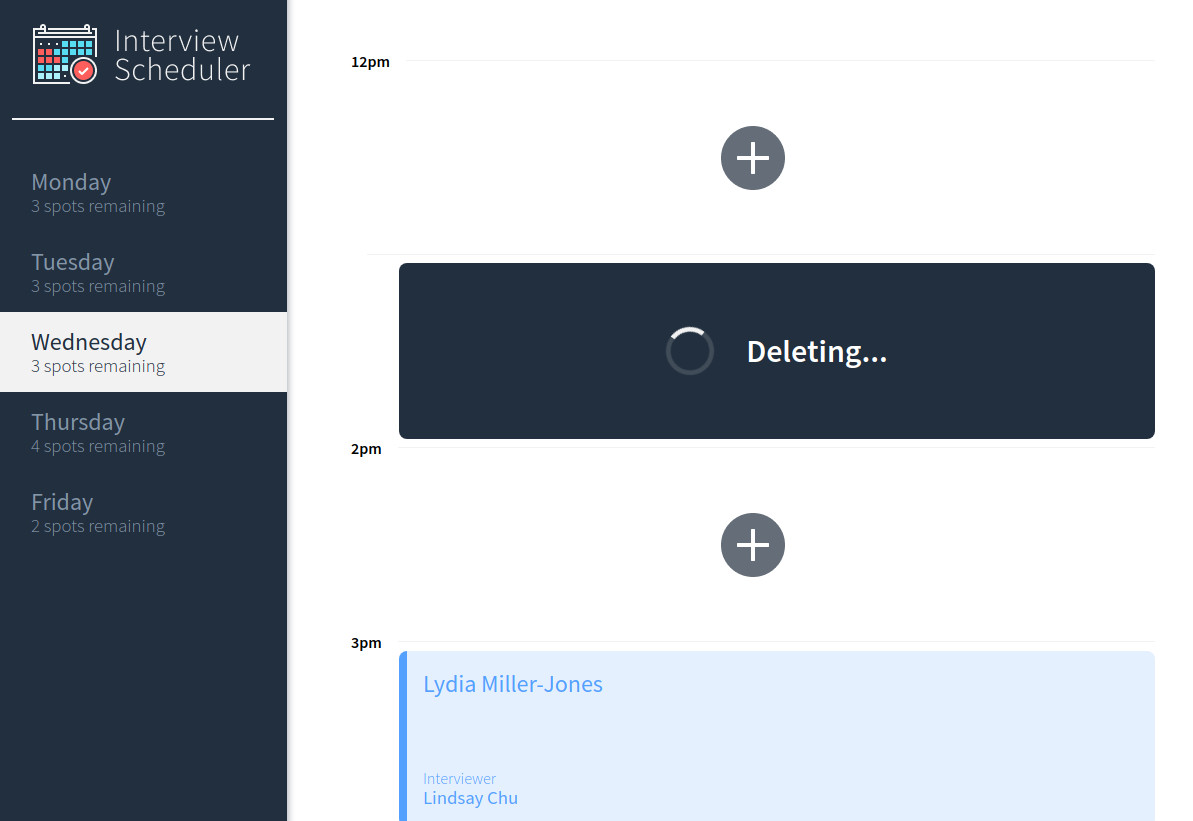 Interview
Scheduler
Monday
3 spots remaining
Tuesday
3 spots remaining
Wednesday
3 spots remaining
Thursday
4 spots remaining
Friday
2 spots remaining
12pm
Deleting...
2pm
3pm
Lydia Miller-Jones
Interviewer
Lindsay Chu